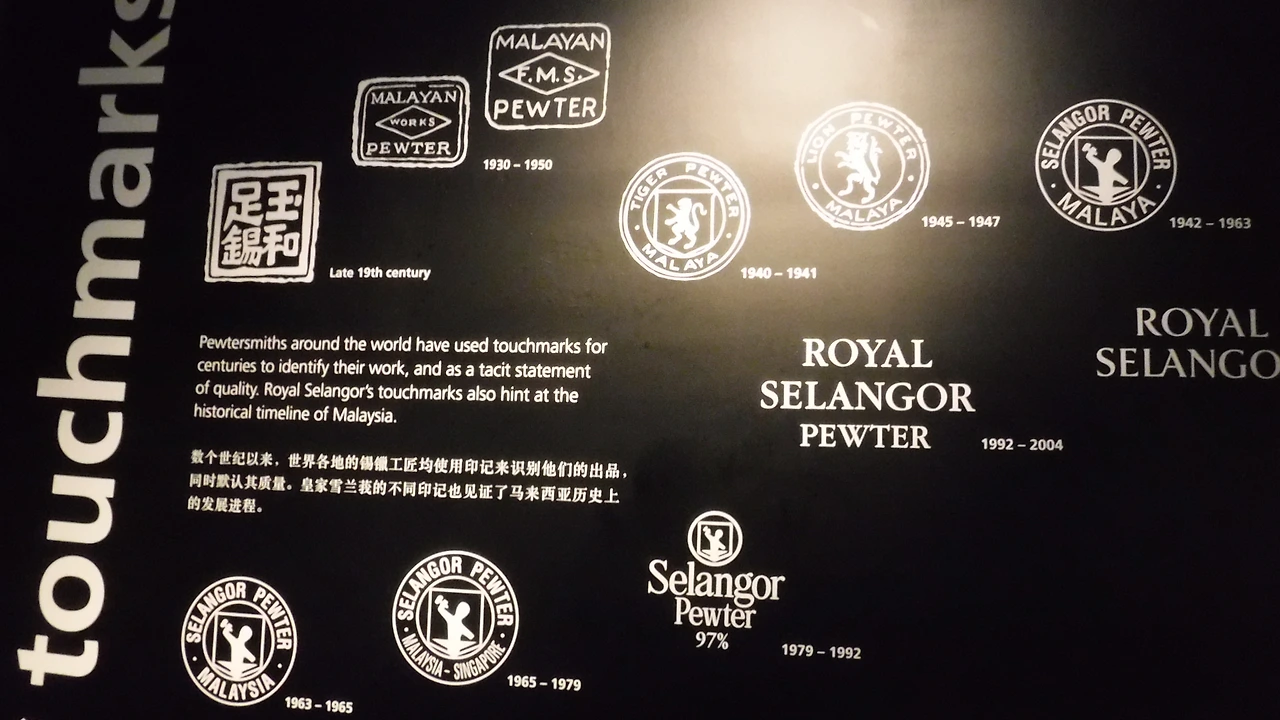 touchmarks
MALAYAN
F.M.S.
PEWTER
MALAYAN
WORKS
PEWTER
1930 – 1950
玉和
足錫
Late 19th century
TIGER PEWTER
MALAYA
1940 – 1941
LION PEWTER
MALAYA
1945 – 1947
SELANGOR PEWTER
MALAYA
1942 – 1963
Pewtersmiths around the world have used touchmarks for
centuries to identify their work, and as a tacit statement
of quality. Royal Selangor's touchmarks also hint at the
historical timeline of Malaysia.
数个世纪以来，世界各地的锡镴工匠均使用印记来识别他们的出品，
同时默认其质量。皇家雪兰莪的不同印记也见证了马来西亚历史上
的发展进程。
ROYAL
SELANGOR
PEWTER
1992 – 2004
ROYAL
SELANGO
SELANGOR PEWTER
MALAYSIA
1963 – 1965
SELANGOR PEWTER
MALAYSIA – SINGAPORE
1965 – 1979
Selangor
Pewter
97%
1979 – 1992